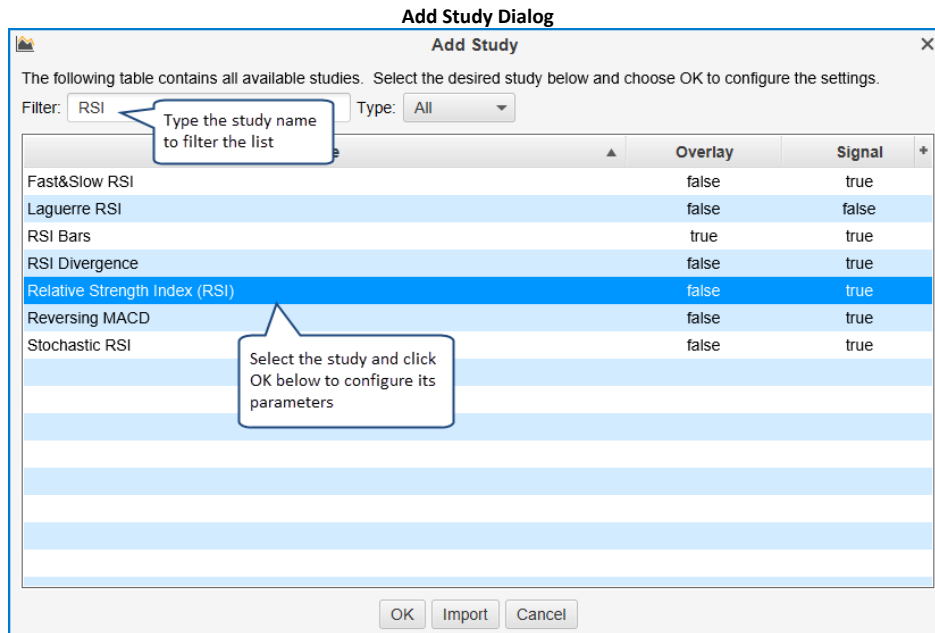 Add Study Dialog
Add Study
The following table contains all available studies. Select the desired study below and choose OK to configure the settings.
Filter: RSI Type: All
Type the study name
to filter the list
Overlay Signal +
Fast&Slow RSI false true
Laguerre RSI false false
RSI Bars true true
RSI Divergence false true
Relative Strength Index (RSI) false true
Reversing MACD false true
Stochastic RSI false true
Select the study and click
OK below to configure its
parameters
OK Import Cancel